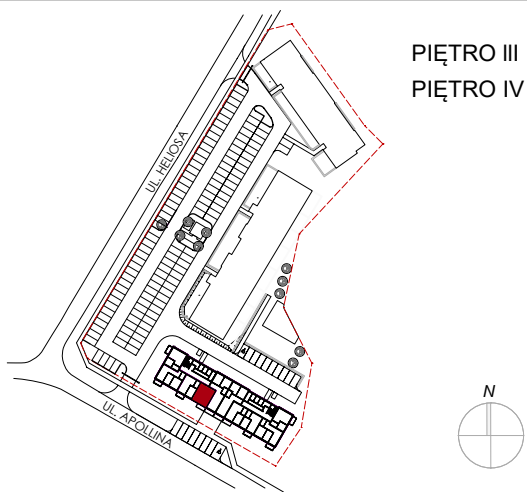 PIĘTRO III
PIĘTRO IV
UL. HELIOSA
UL. APOLLINA
N